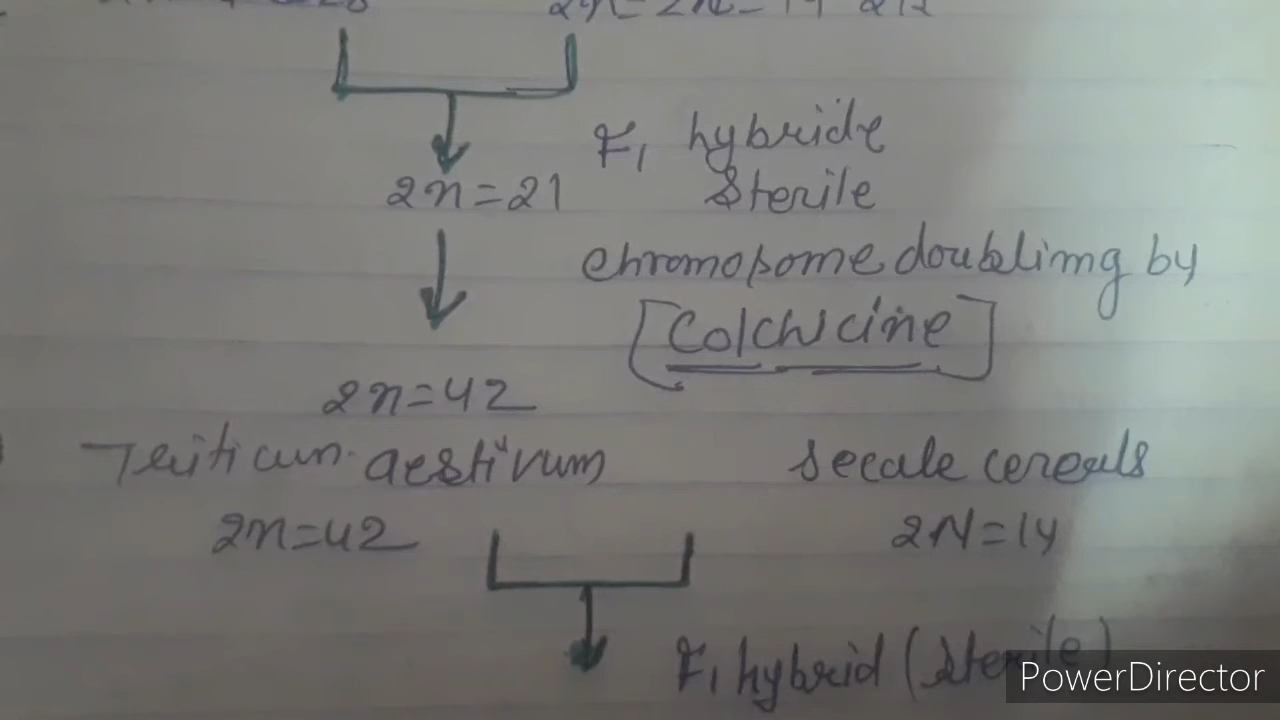 2n=21
F1 hybride
Sterile
chromosome doublimg by
[Colchicine]
2n=42
Triticum. aestivum
Secale cereals
2n=42
2N=14
F1 hybrid (Sterile)
PowerDirector